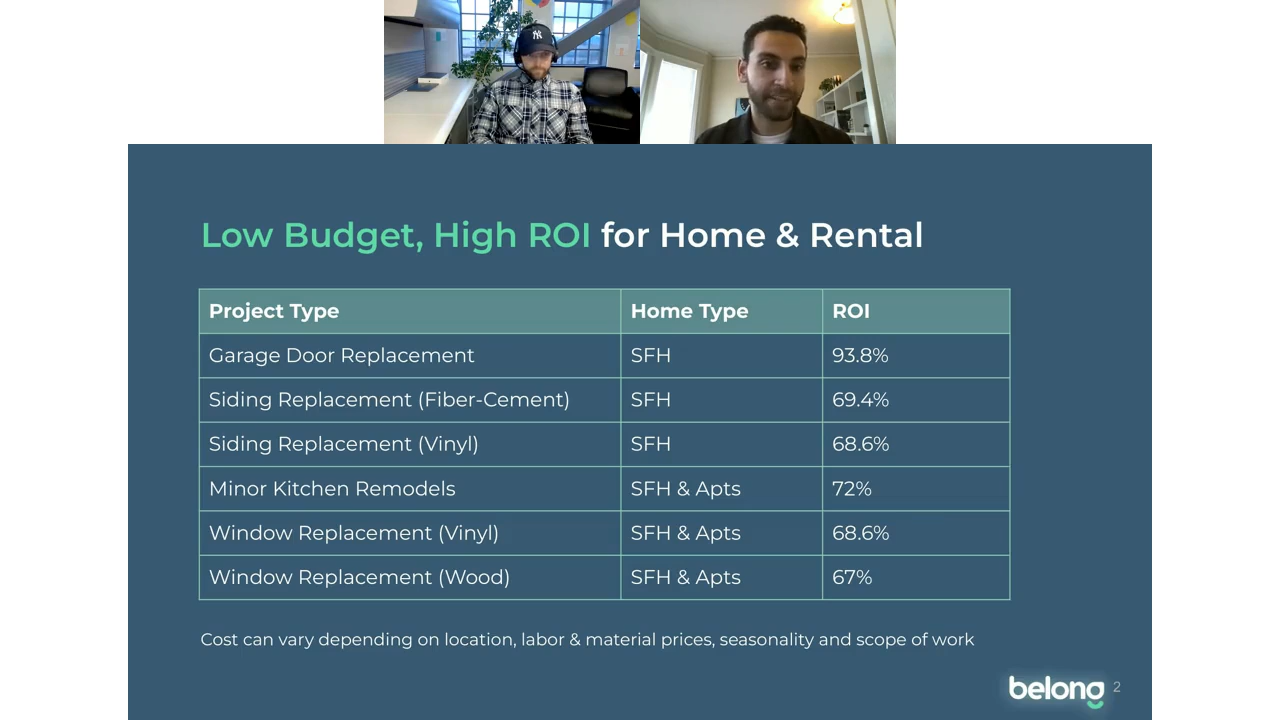 NY
Low Budget, High ROI for Home & Rental
Project Type Home Type ROI
Garage Door Replacement SFH 93.8%
Siding Replacement (Fiber-Cement) SFH 69.4%
Siding Replacement (Vinyl) SFH 68.6%
Minor Kitchen Remodels SFH & Apts 72%
Window Replacement (Vinyl) SFH & Apts 68.6%
Window Replacement (Wood) SFH & Apts 67%
Cost can vary depending on location, labor & material prices, seasonality and scope of work
belong 2